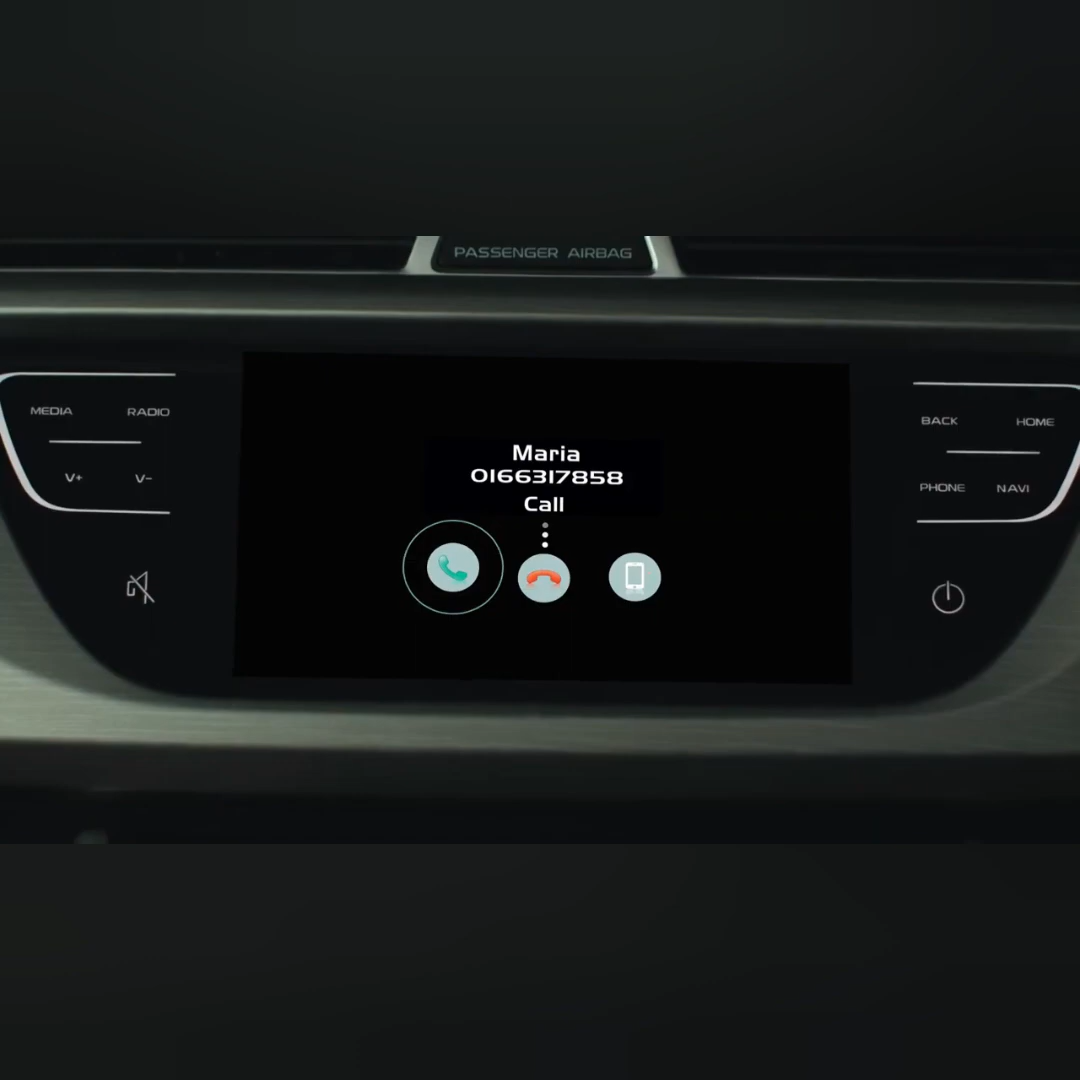 PASSENGER AIRBAG
MEDIA RADIO
V+ V-
Maria
0166317858
Call
BACK HOME
PHONE NAVI